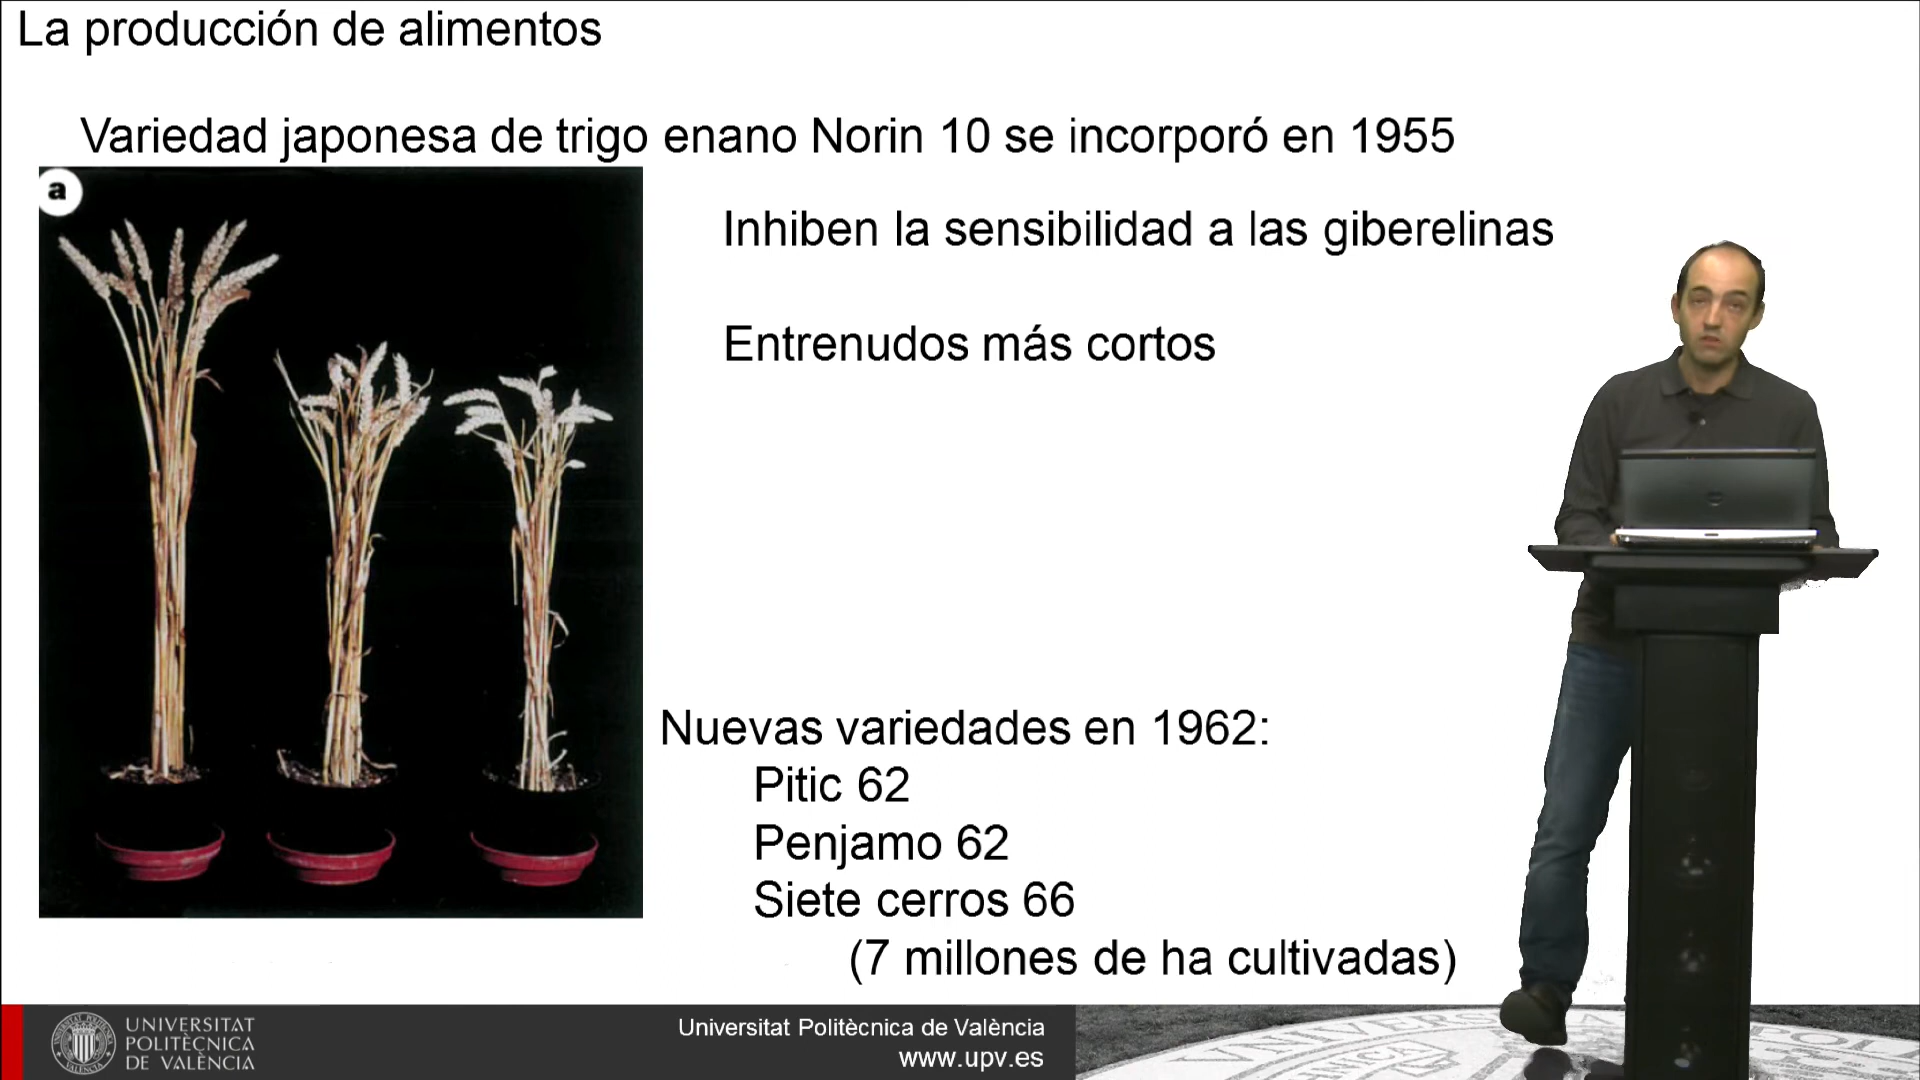 La producción de alimentos
Variedad japonesa de trigo enano Norin 10 se incorporó en 1955
a
Inhiben la sensibilidad a las giberelinas
Entrenudos más cortos
Nuevas variedades en 1962:
Pitic 62
Penjamo 62
Siete cerros 66
(7 millones de ha cultivadas)
UNIVERSITAT
POLITÈCNICA
DE VALÈNCIA
Universitat Politècnica de València
www.upv.es